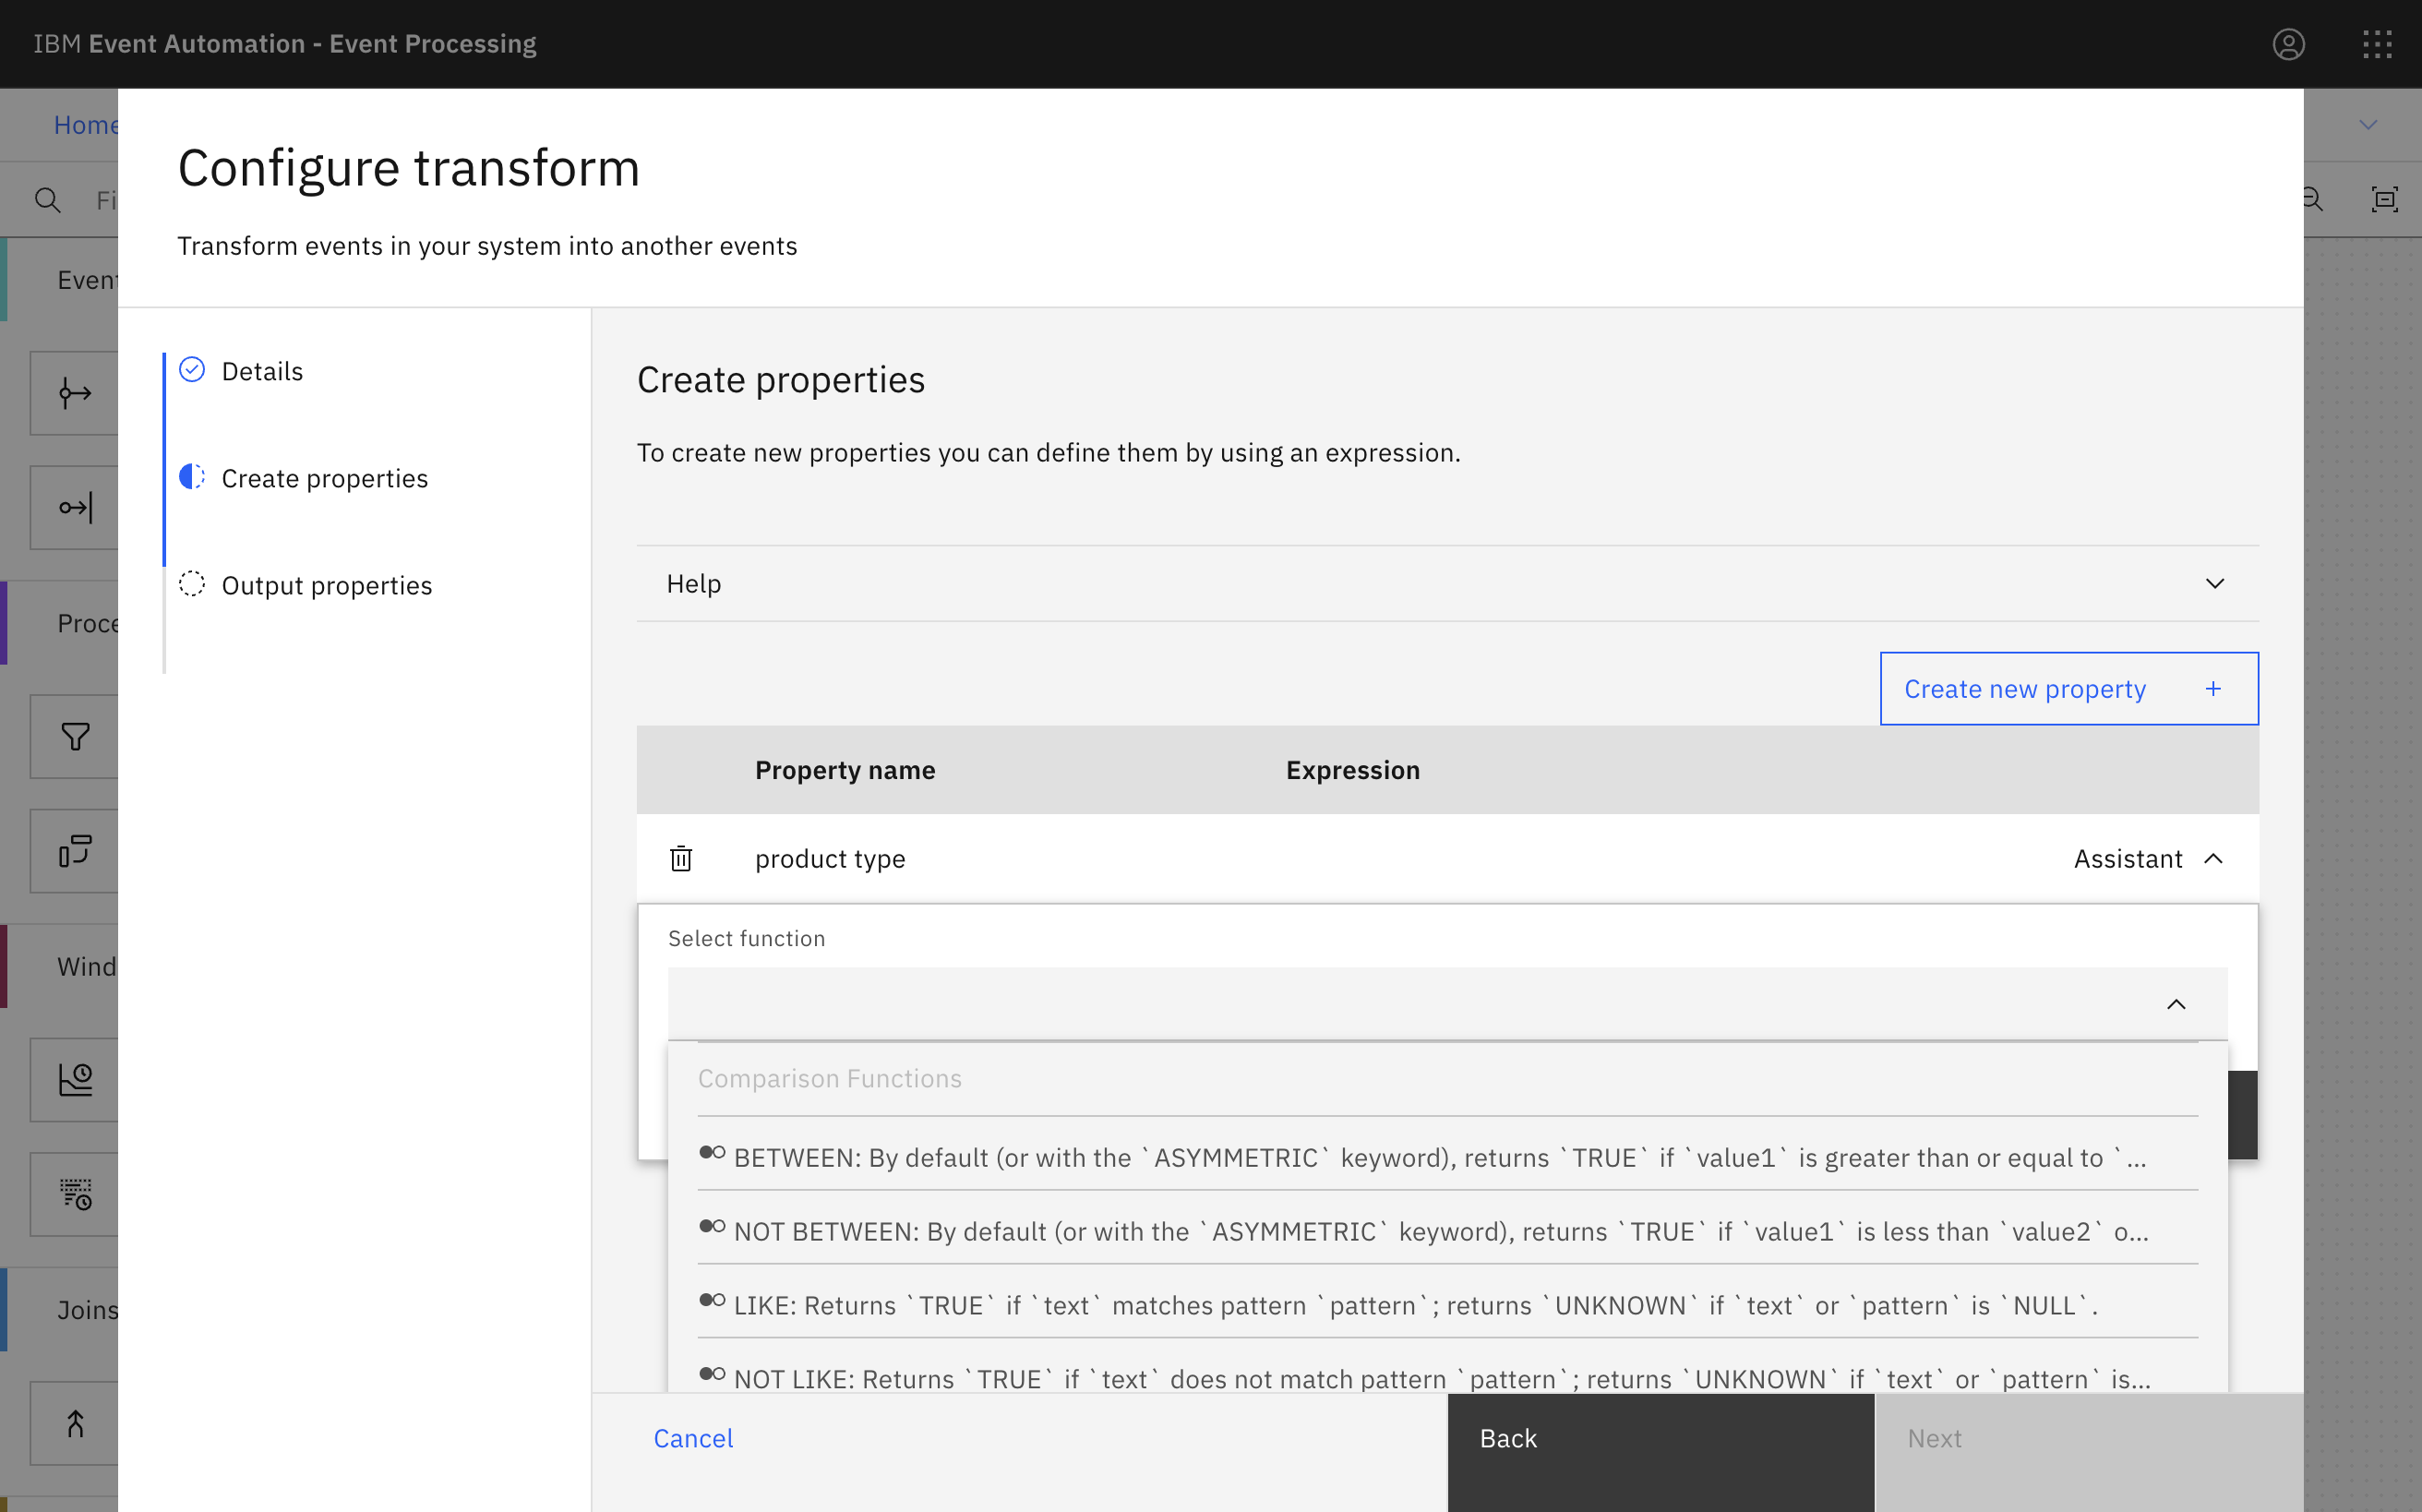 IBM Event Automation - Event Processing
Home
Fi
Configure transform
Transform events in your system into another events
Event
Proce
Wind
Joins
Details
Create properties
Output properties
Create properties
To create new properties you can define them by using an expression.
Help
Create new property +
Property name Expression
product type Assistant
Select function
Comparison Functions
BETWEEN: By default (or with the `ASYMMETRIC` keyword), returns `TRUE` if `value1` is greater than or equal to `...
NOT BETWEEN: By default (or with the `ASYMMETRIC` keyword), returns `TRUE` if `value1` is less than `value2` o...
LIKE: Returns `TRUE` if `text` matches pattern `pattern`; returns `UNKNOWN` if `text` or `pattern` is `NULL`.
NOT LIKE: Returns `TRUE` if `text` does not match pattern `pattern`; returns `UNKNOWN` if `text` or `pattern` is...
Cancel
Back
Next